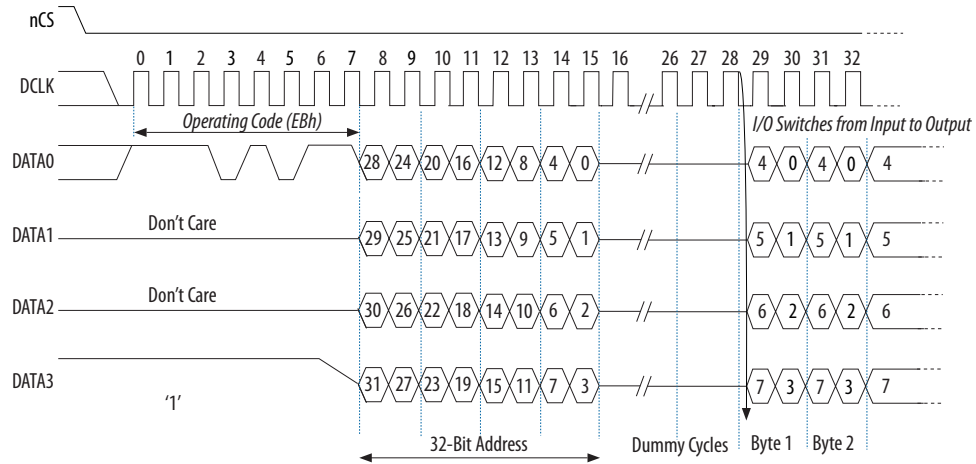 nCS
0 1 2 3 4 5 6 7 8 9 10 11 12 13 14 15 16 26 27 28 29 30 31 32
DCLK
Operating Code (EBh)
I/O Switches from Input to Output
DATA0 28 24 20 16 12 8 4 0 4 0 4 0 4
DATA1 Don't Care 29 25 21 17 13 9 5 1 5 1 5 1 5
DATA2 Don't Care 30 26 22 18 14 10 6 2 6 2 6 2 6
DATA3 31 27 23 19 15 11 7 3 7 3 7 3 7
'1'
32-Bit Address Dummy Cycles Byte 1 Byte 2